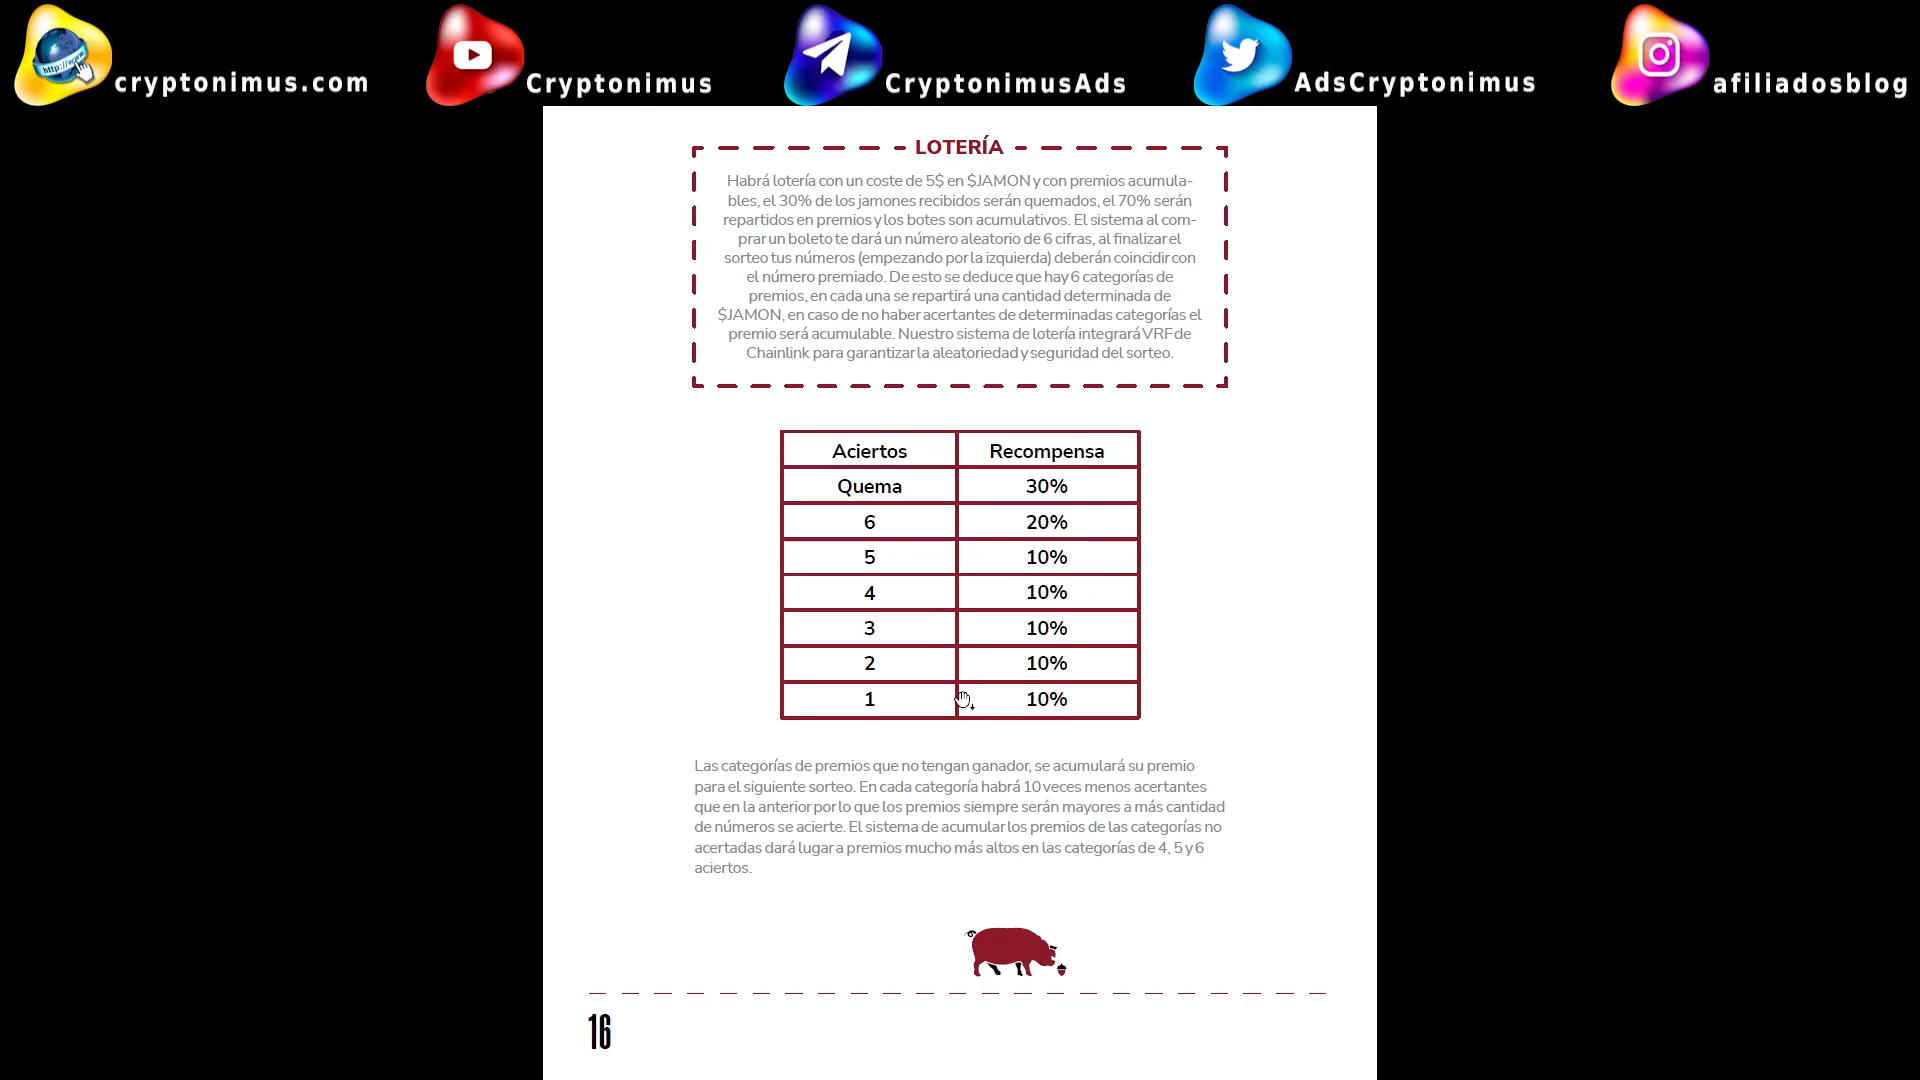 http://www
cryptonimus.com
Cryptonimus
CryptonimusAds
AdsCryptonimus
afiliadosblog
LOTERÍA
Habrá lotería con un coste de 5$ en $JAMON y con premios acumula-
bles, el 30% de los jamones recibidos serán quemados, el 70% serán
repartidos en premios y los botes son acumulativos. El sistema al com-
prar un boleto te dará un número aleatorio de 6 cifras, al finalizar el
sorteo tus números (empezando por la izquierda) deberán coincidir con
el número premiado. De esto se deduce que hay 6 categorías de
premios, en cada una se repartirá una cantidad determinada de
$JAMON, en caso de no haber acertantes de determinadas categorías el
premio será acumulable. Nuestro sistema de lotería integrará VRF de
Chainlink para garantizar la aleatoriedad y seguridad del sorteo.
Aciertos Recompensa
Quema 30%
6 20%
5 10%
4 10%
3 10%
2 10%
1 10%
Las categorías de premios que no tengan ganador, se acumulará su premio
para el siguiente sorteo. En cada categoría habrá 10 veces menos acertantes
que en la anterior por lo que los premios siempre serán mayores a más cantidad
de números se acierte. El sistema de acumular los premios de las categorías no
acertadas dará lugar a premios mucho más altos en las categorías de 4, 5 y 6
aciertos.
16